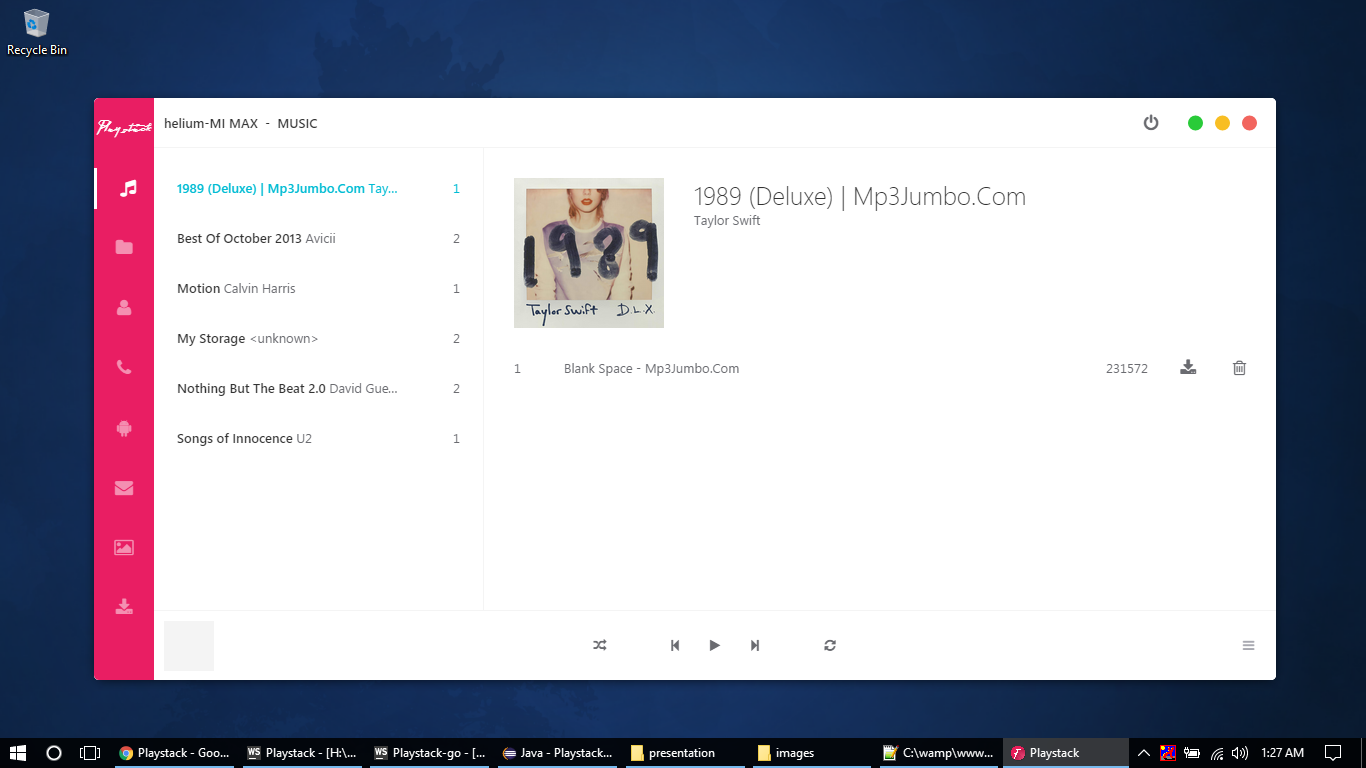 Recycle Bin
Playstack
helium-MI MAX - MUSIC
1989 (Deluxe) | Mp3Jumbo.Com Tay... 1
Best Of October 2013 Avicii 2
Motion Calvin Harris 1
My Storage <unknown> 2
Nothing But The Beat 2.0 David Gue... 2
Songs of Innocence U2 1
1989
Taylor Swift D.L.X.
1989 (Deluxe) | Mp3Jumbo.Com
Taylor Swift
1 Blank Space - Mp3Jumbo.Com 231572
Playstack - Goo... WS Playstack - [H:\... WS Playstack-go - [... Java - Playstack... presentation images C:\wamp\www... Playstack 1:27 AM